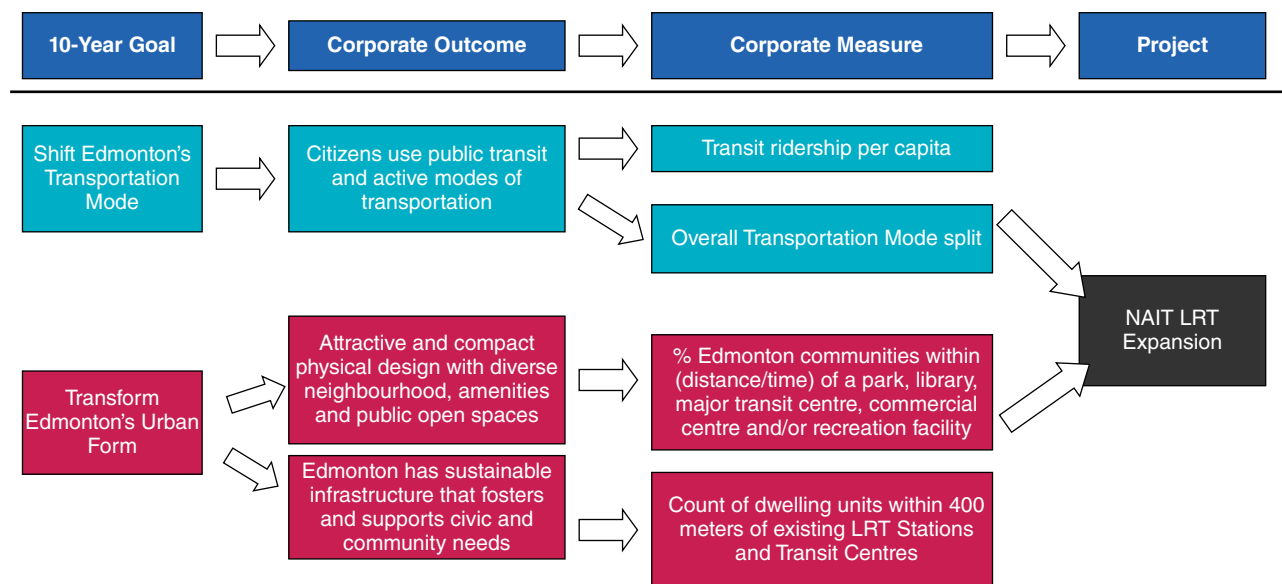 10-Year Goal
Corporate Outcome
Corporate Measure
Project
Shift Edmonton's
Transportation
Mode
Citizens use public transit
and active modes of
transportation
Transit ridership per capita
Overall Transportation Mode split
NAIT LRT
Expansion
Transform
Edmonton's Urban
Form
Attractive and compact
physical design with diverse
neighbourhood, amenities
and public open spaces
% Edmonton communities within
(distance/time) of a park, library,
major transit centre, commercial
centre and/or recreation facility
Edmonton has sustainable
infrastructure that fosters
and supports civic and
community needs
Count of dwelling units within 400
meters of existing LRT Stations
and Transit Centres